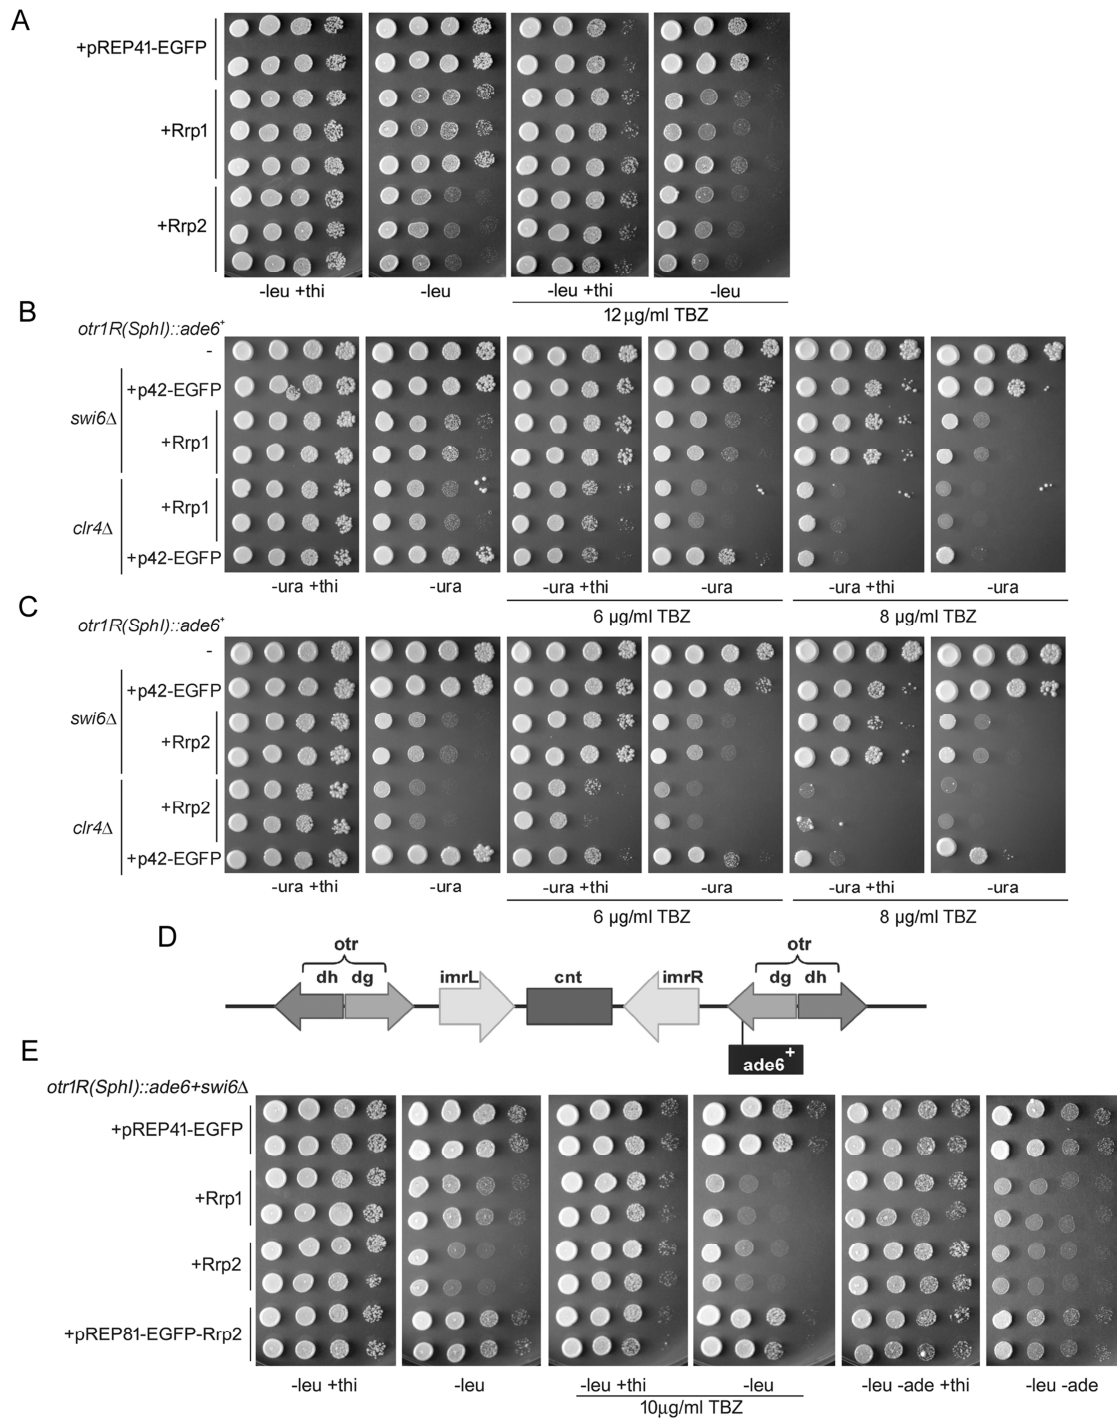 A
+pREP41-EGFP
+Rrp1
+Rrp2
-leu +thi
-leu
-leu +thi
-leu
12 µg/ml TBZ
B
otr1R(SphI)::ade6+
-
+p42-EGFP
swi6Δ
+Rrp1
+Rrp1
clr4Δ
+p42-EGFP
-ura +thi
-ura
-ura +thi
-ura
-ura +thi
-ura
6 µg/ml TBZ
8 µg/ml TBZ
C
otr1R(SphI)::ade6+
-
+p42-EGFP
swi6Δ
+Rrp2
+Rrp2
clr4Δ
+p42-EGFP
-ura +thi
-ura
-ura +thi
-ura
-ura +thi
-ura
6 µg/ml TBZ
8 µg/ml TBZ
D
otr
otr
dh dg
imrL
cnt
imrR
dg dh
ade6+
E
otr1R(SphI)::ade6+swi6Δ
+pREP41-EGFP
+Rrp1
+Rrp2
+pREP81-EGFP-Rrp2
-leu +thi
-leu
-leu +thi
-leu
-leu -ade +thi
-leu -ade
10µg/ml TBZ